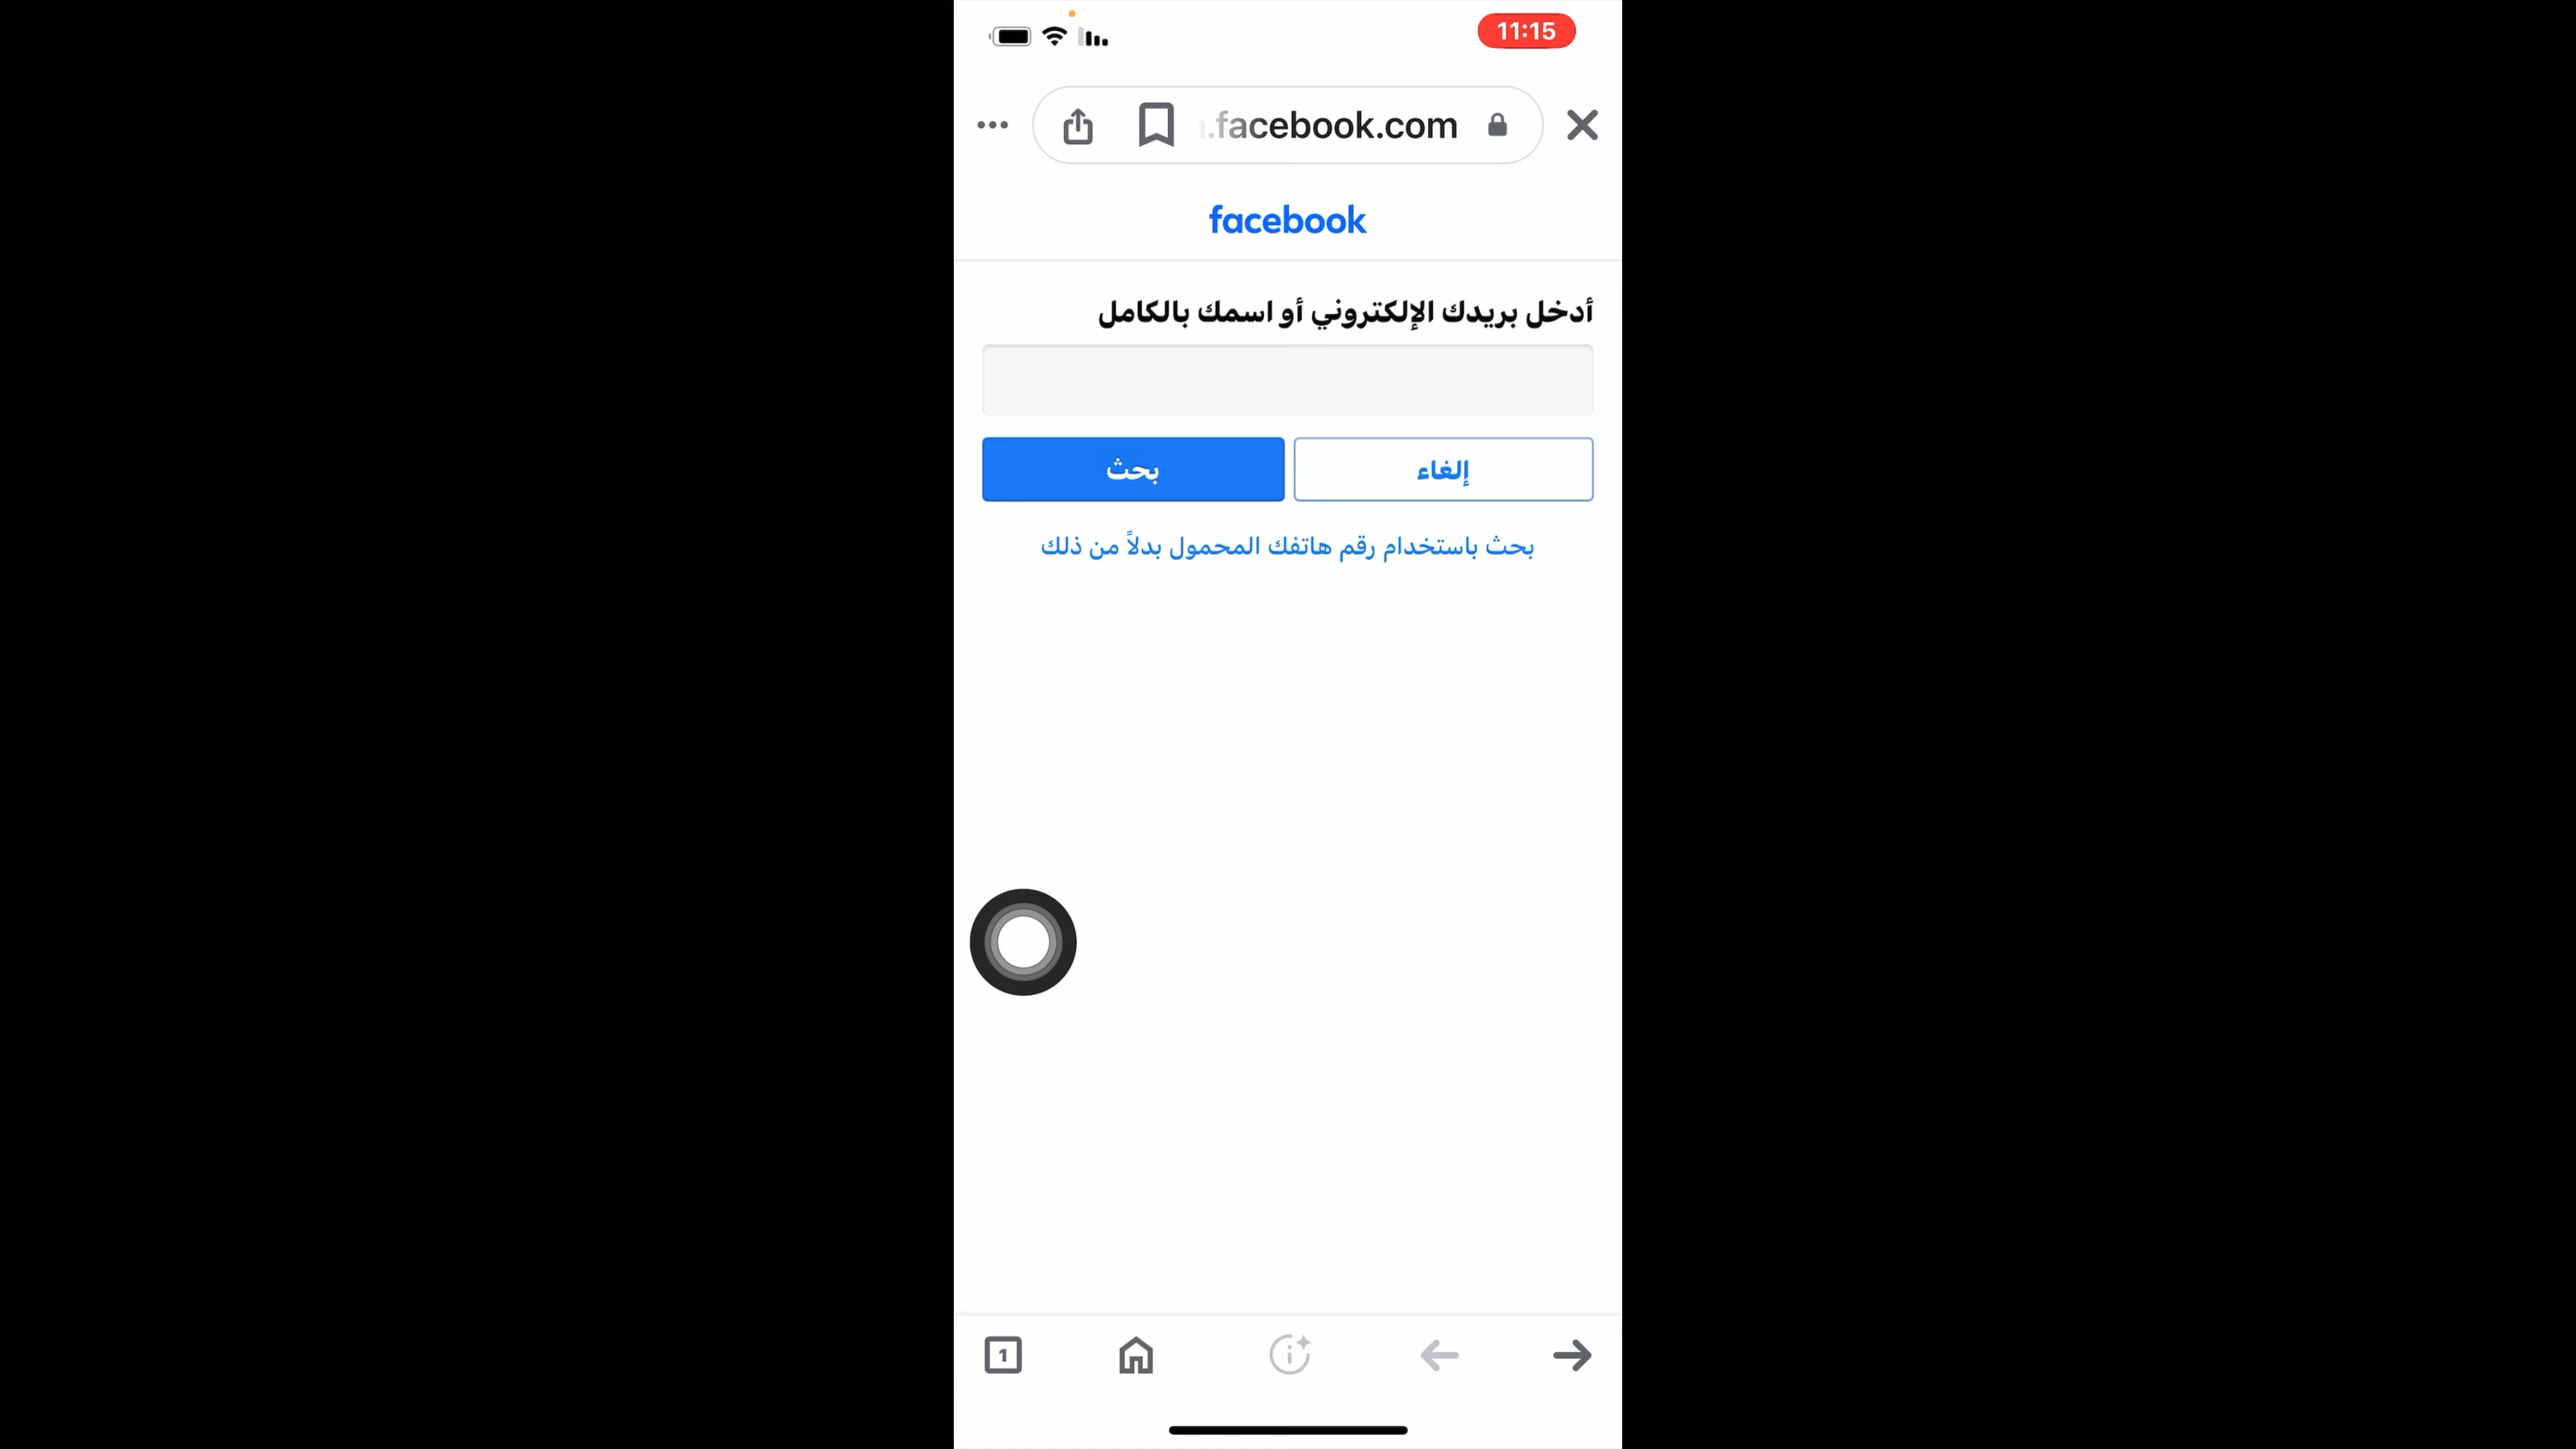 11:15
.facebook.com
facebook
أدخل بريدك الإلكتروني أو اسمك بالكامل
إلغاء
بحث
بحث باستخدام رقم هاتفك المحمول بدلاً من ذلك
1